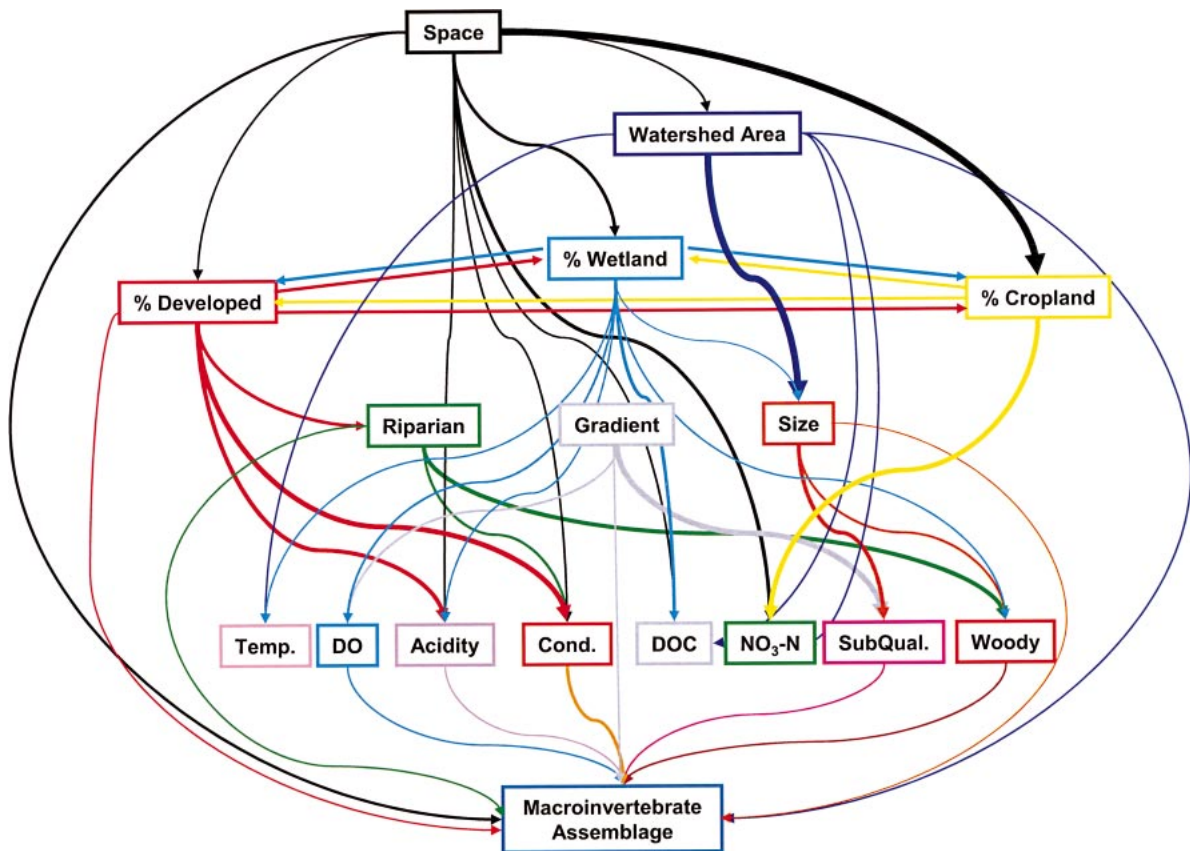 Space
Watershed Area
% Wetland
% Developed
% Cropland
Riparian
Gradient
Size
Temp.
DO
Acidity
Cond.
DOC
NO₃-N
SubQual.
Woody
Macroinvertebrate
Assemblage